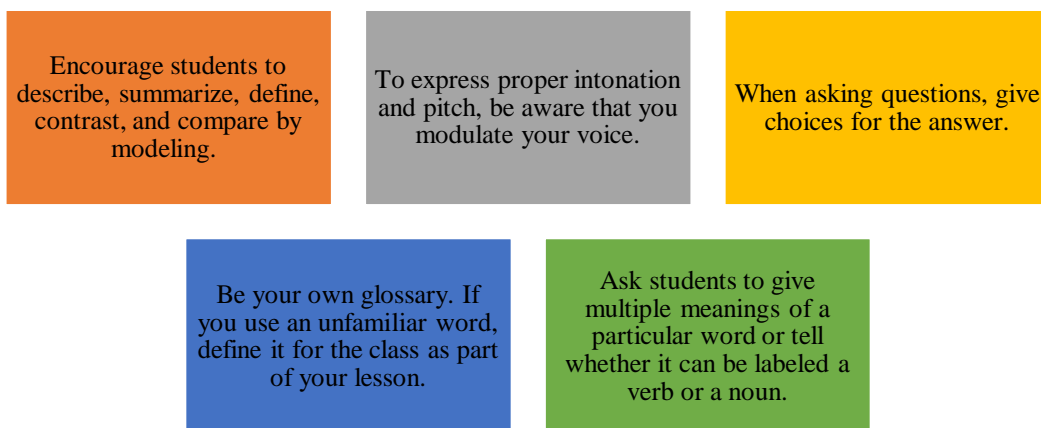 Encourage students to
describe, summarize, define,
contrast, and compare by
modeling.
To express proper intonation
and pitch, be aware that you
modulate your voice.
When asking questions, give
choices for the answer.
Be your own glossary. If
you use an unfamiliar word,
define it for the class as part
of your lesson.
Ask students to give
multiple meanings of a
particular word or tell
whether it can be labeled a
verb or a noun.